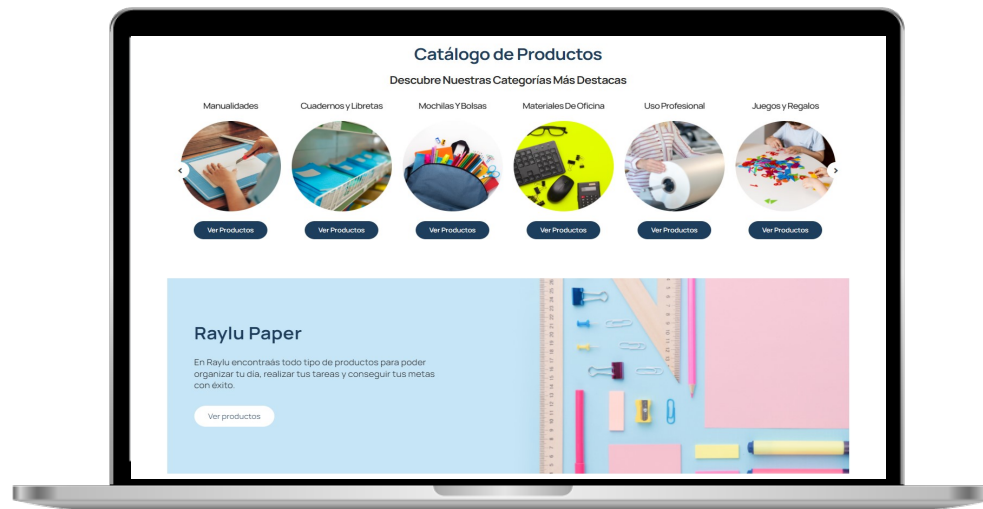 Catálogo de Productos
Descubre Nuestras Categorías Más Destacas
Manualidades
Cuadernos y Libretas
Mochilas Y Bolsas
Materiales De Oficina
Uso Profesional
Juegos y Regalos
Ver Productos
Ver Productos
Ver Productos
Ver Productos
Ver Productos
Ver Productos
Raylu Paper
En Raylu encontraás todo tipo de productos para poder
organizar tu día, realizar tus tareas y conseguir tus metas
con éxito.
Ver productos